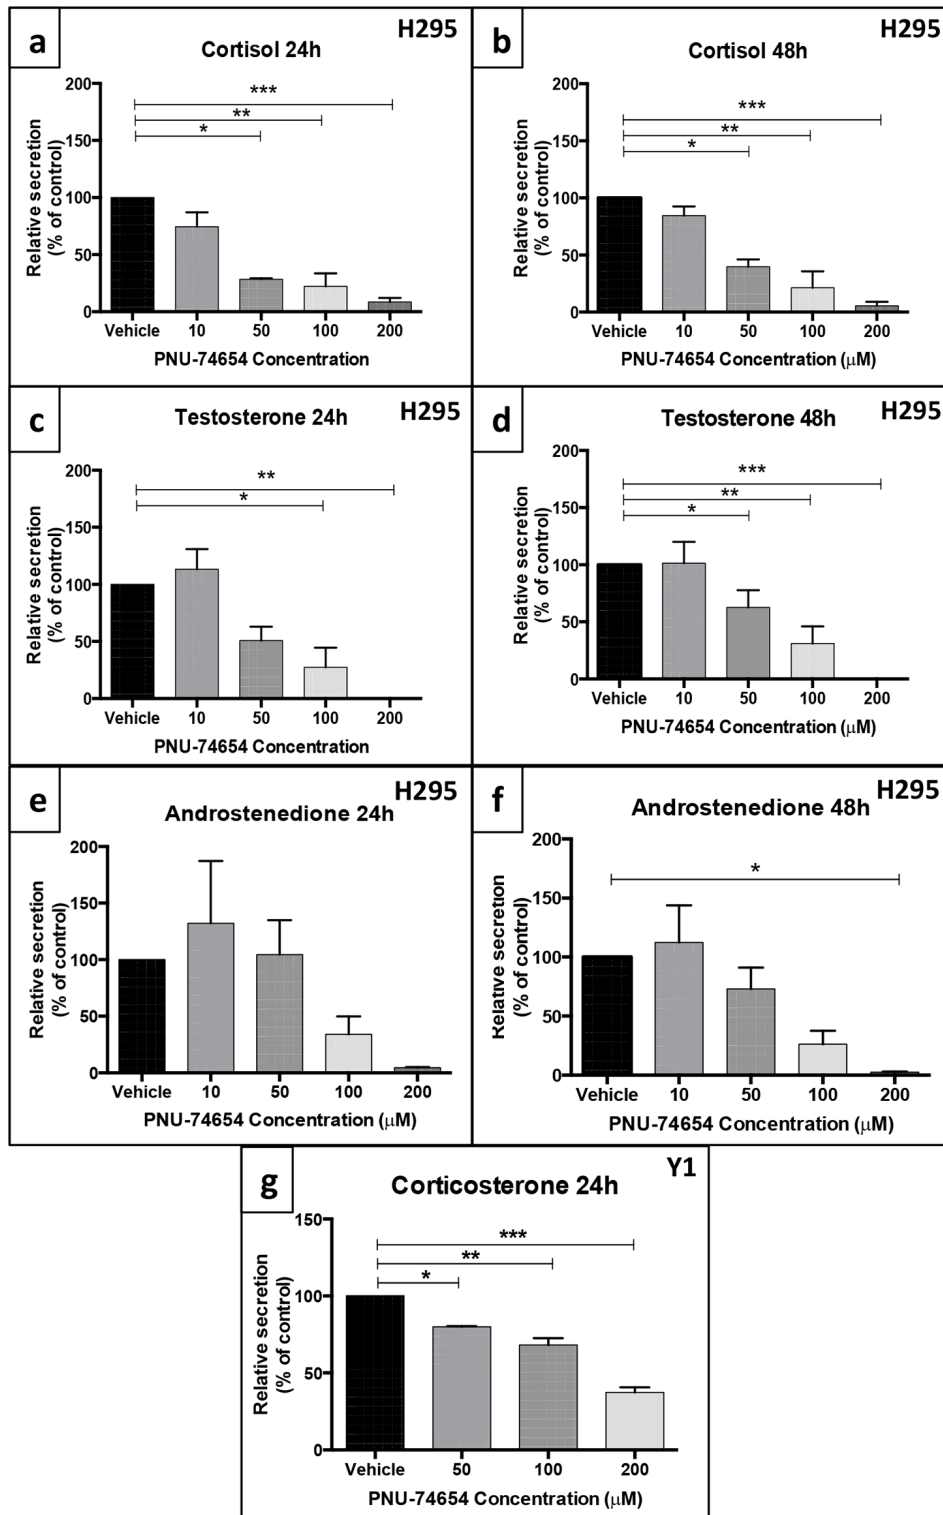 a
H295
Cortisol 24h
200
150
100
50
0
***
**
*
Relative secretion
(% of control)
Vehicle 10 50 100 200
PNU-74654 Concentration
b
H295
Cortisol 48h
200
150
100
50
0
***
**
*
Relative secretion
(% of control)
Vehicle 10 50 100 200
PNU-74654 Concentration (µM)
c
H295
Testosterone 24h
200
150
100
50
0
**
*
Relative secretion
(% of control)
Vehicle 10 50 100 200
PNU-74654 Concentration
d
H295
Testosterone 48h
200
150
100
50
0
***
**
*
Relative secretion
(% of control)
Vehicle 10 50 100 200
PNU-74654 Concentration (µM)
e
H295
Androstenedione 24h
200
150
100
50
0
Relative secretion
(% of control)
Vehicle 10 50 100 200
PNU-74654 Concentration (µM)
f
H295
Androstenedione 48h
200
150
100
50
0
*
Relative secretion
(% of control)
Vehicle 10 50 100 200
PNU-74654 Concentration (µM)
g
Y1
Corticosterone 24h
150
100
50
0
***
**
*
Relative secretion
(% of control)
Vehicle 50 100 200
PNU-74654 Concentration (µM)